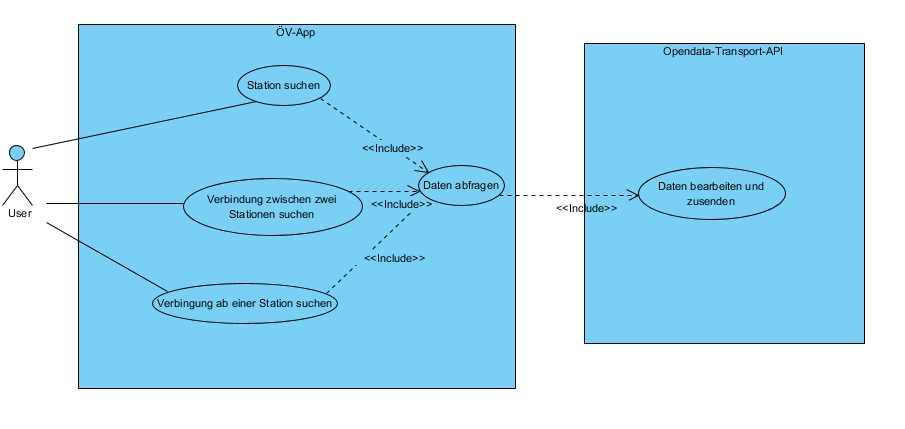 ÖV-App
Opendata-Transport-API
Station suchen
<<Include>>
Daten abfragen
Verbindung zwischen zwei
Stationen suchen
<<Include>>
Daten bearbeiten und
zusenden
<<Include>>
User
<<Include>>
Verbingung ab einer Station suchen